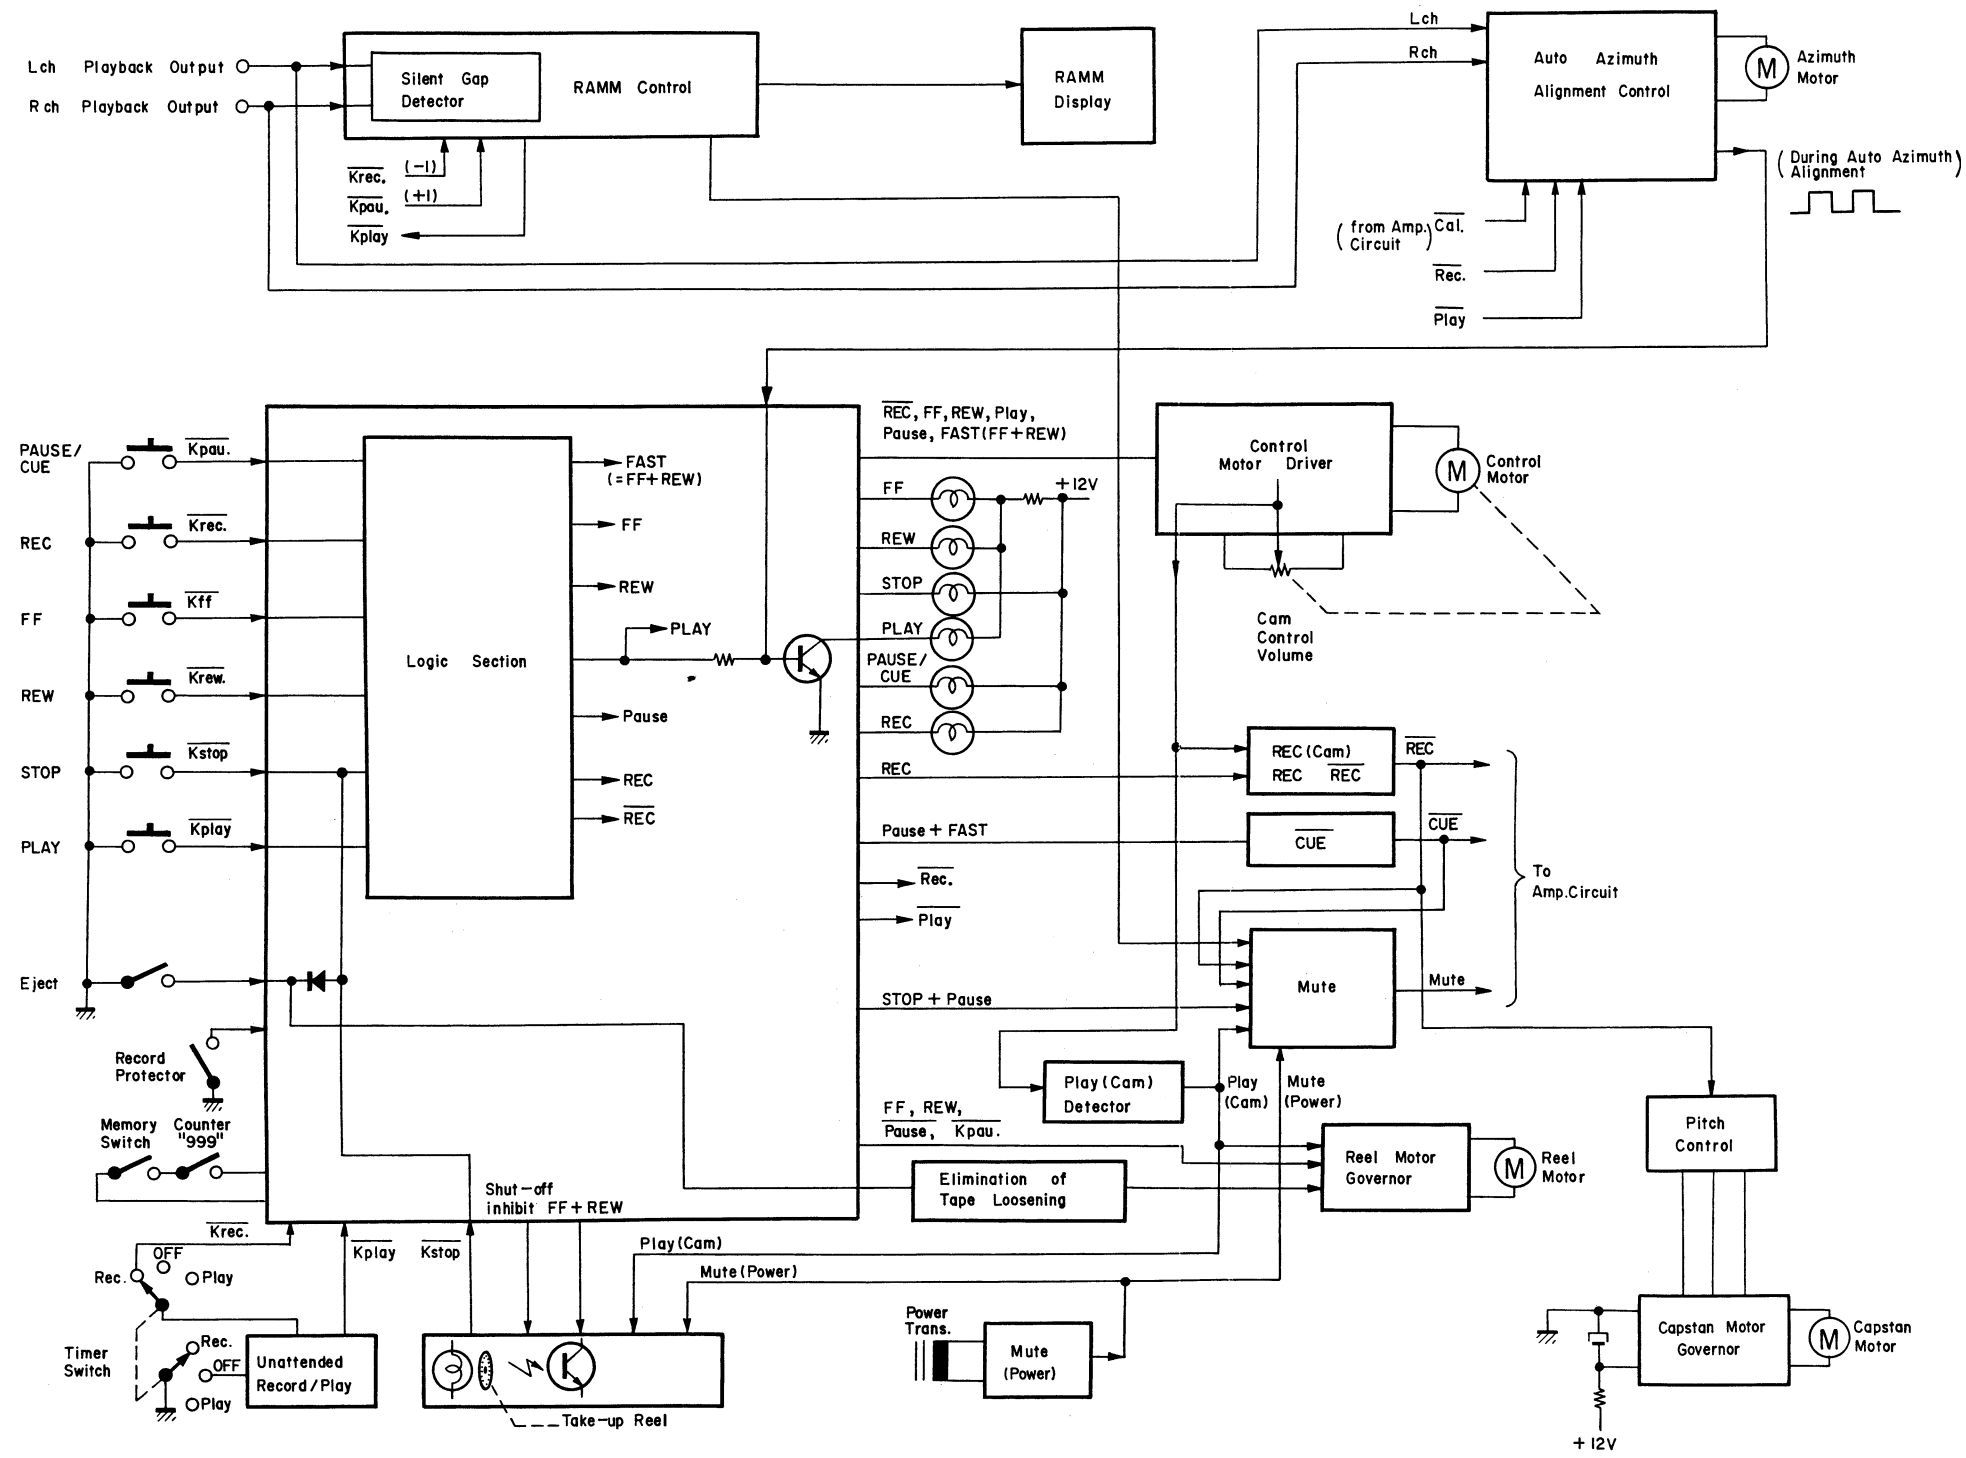 Lch Playback Output
Rch Playback Output
Silent Gap
Detector
RAMM Control
RAMM
Display
Lch
Rch
Auto Azimuth
Alignment Control
M
Azimuth
Motor
(During Auto Azimuth)
Alignment
Krec.
(-1)
Kpau.
(+1)
Kplay
(from Amp.)
Circuit
Cal.
Rec.
Play
PAUSE/
CUE
Kpau.
REC
Krec.
FF
Kff
REW
Krew.
STOP
Kstop
PLAY
Kplay
Eject
Logic Section
FAST
(=FF+REW)
FF
REW
PLAY
Pause
REC
REC
REC, FF, REW, Play,
Pause, FAST(FF+REW)
FF
+12V
REW
STOP
PLAY
PAUSE/
CUE
REC
REC
Control
Motor Driver
M
Control
Motor
Cam
Control
Volume
REC(Cam)
REC REC
REC
Pause + FAST
CUE
CUE
Rec.
Play
To
Amp.Circuit
STOP + Pause
Mute
Mute
Record
Protector
Memory
Switch
Counter
"999"
Play(Cam)
Detector
Play
(Cam)
Mute
(Power)
FF, REW,
Pause, Kpau.
Elimination of
Tape Loosening
Reel Motor
Governor
M
Reel
Motor
Pitch
Control
Shut-off
inhibit FF+REW
Krec.
Kplay
Kstop
OFF
Rec.
Play
Play(Cam)
Mute(Power)
Timer
Switch
Rec.
OFF
Play
Unattended
Record/Play
Take-up Reel
Power
Trans.
Mute
(Power)
Capstan Motor
Governor
M
Capstan
Motor
+12V